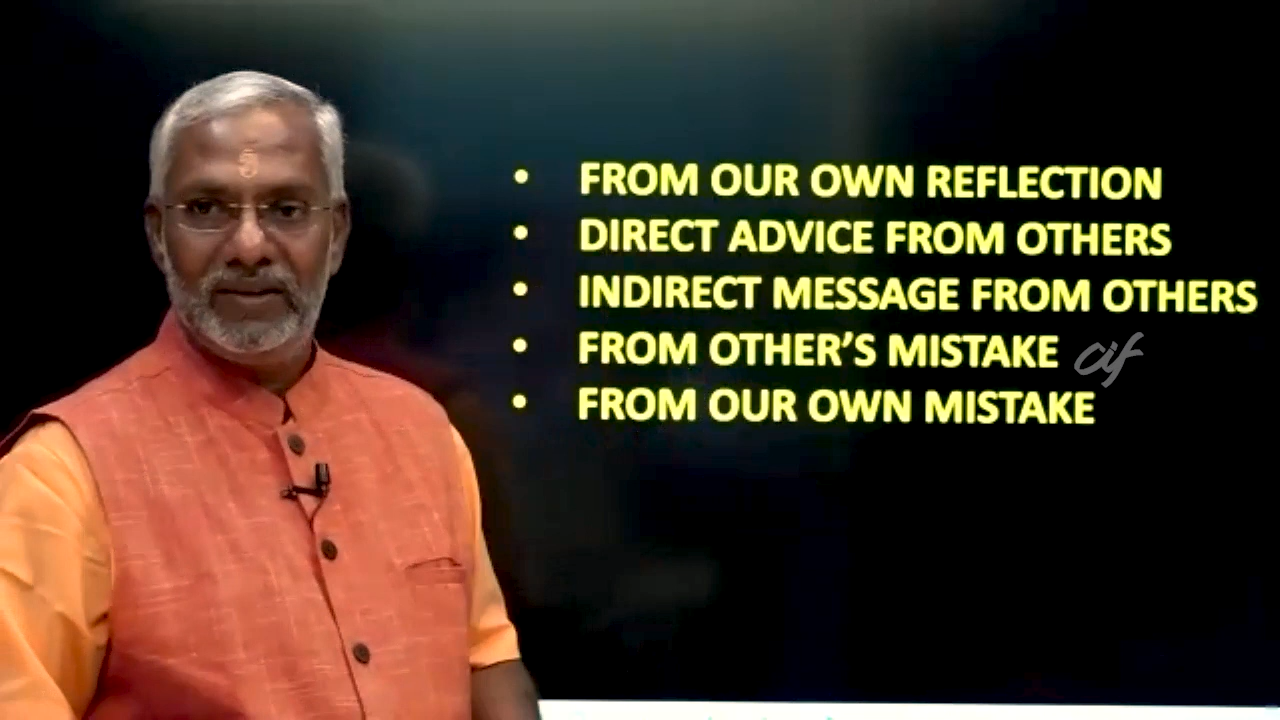 • FROM OUR OWN REFLECTION
• DIRECT ADVICE FROM OTHERS
• INDIRECT MESSAGE FROM OTHERS
• FROM OTHER’S MISTAKE
cif
• FROM OUR OWN MISTAKE